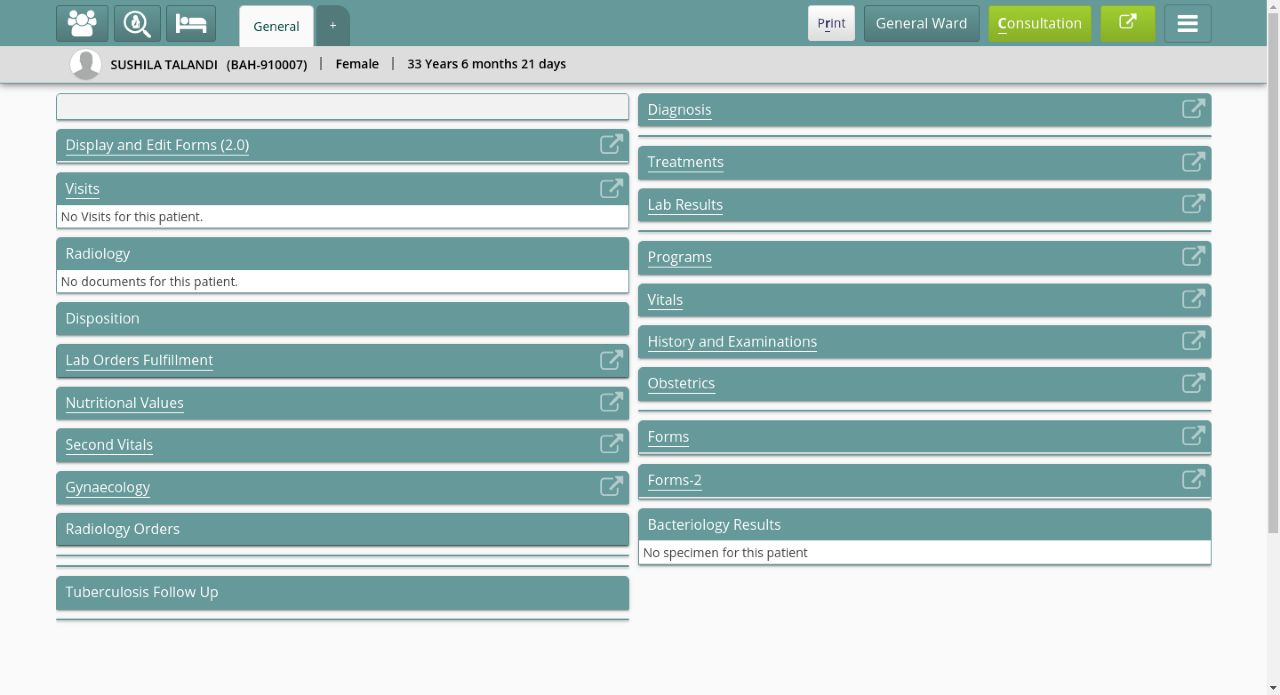 General
+
Print
General Ward
Consultation
SUSHILA TALANDI (BAH-910007) | Female | 33 Years 6 months 21 days
Display and Edit Forms (2.0)
Visits
No Visits for this patient.
Radiology
No documents for this patient.
Disposition
Lab Orders Fulfillment
Nutritional Values
Second Vitals
Gynaecology
Radiology Orders
Tuberculosis Follow Up
Diagnosis
Treatments
Lab Results
Programs
Vitals
History and Examinations
Obstetrics
Forms
Forms-2
Bacteriology Results
No specimen for this patient